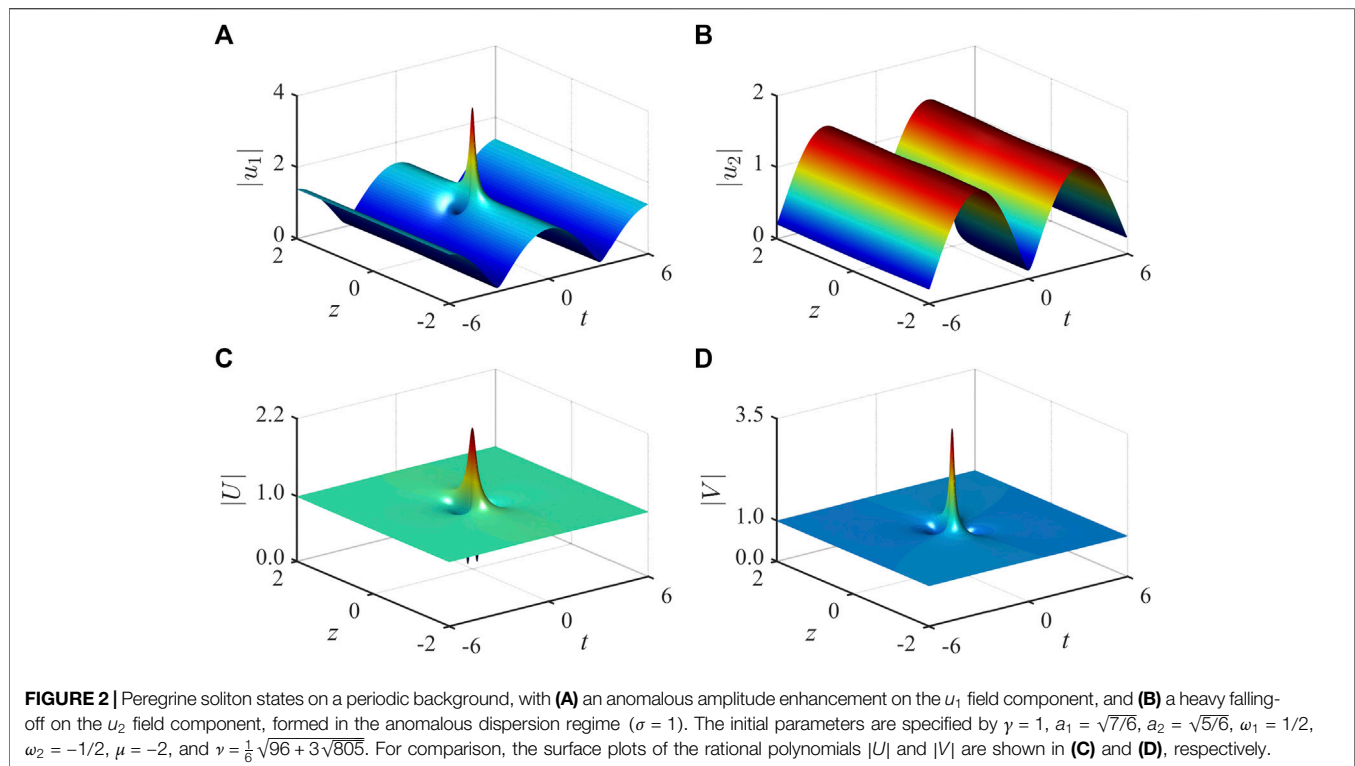 A
B
4
2
0
|u₁|
2
0
-2
z
-6
0
6
t
2
1
0
|u₂|
2
0
-2
z
-6
0
6
t
C
D
2.2
1.0
0.0
|U|
2
0
-2
z
-6
0
6
t
3.5
1.0
0.0
|V|
2
0
-2
z
-6
0
6
t
FIGURE 2 | Peregrine soliton states on a periodic background, with (A) an anomalous amplitude enhancement on the u₁ field component, and (B) a heavy falling-
off on the u₂ field component, formed in the anomalous dispersion regime (σ = 1). The initial parameters are specified by γ = 1, a₁ = √7/6, a₂ = √5/6, ω₁ = 1/2,
ω₂ = −1/2, μ = −2, and ν = 1/6 √96 + 3√805. For comparison, the surface plots of the rational polynomials |U| and |V| are shown in (C) and (D), respectively.